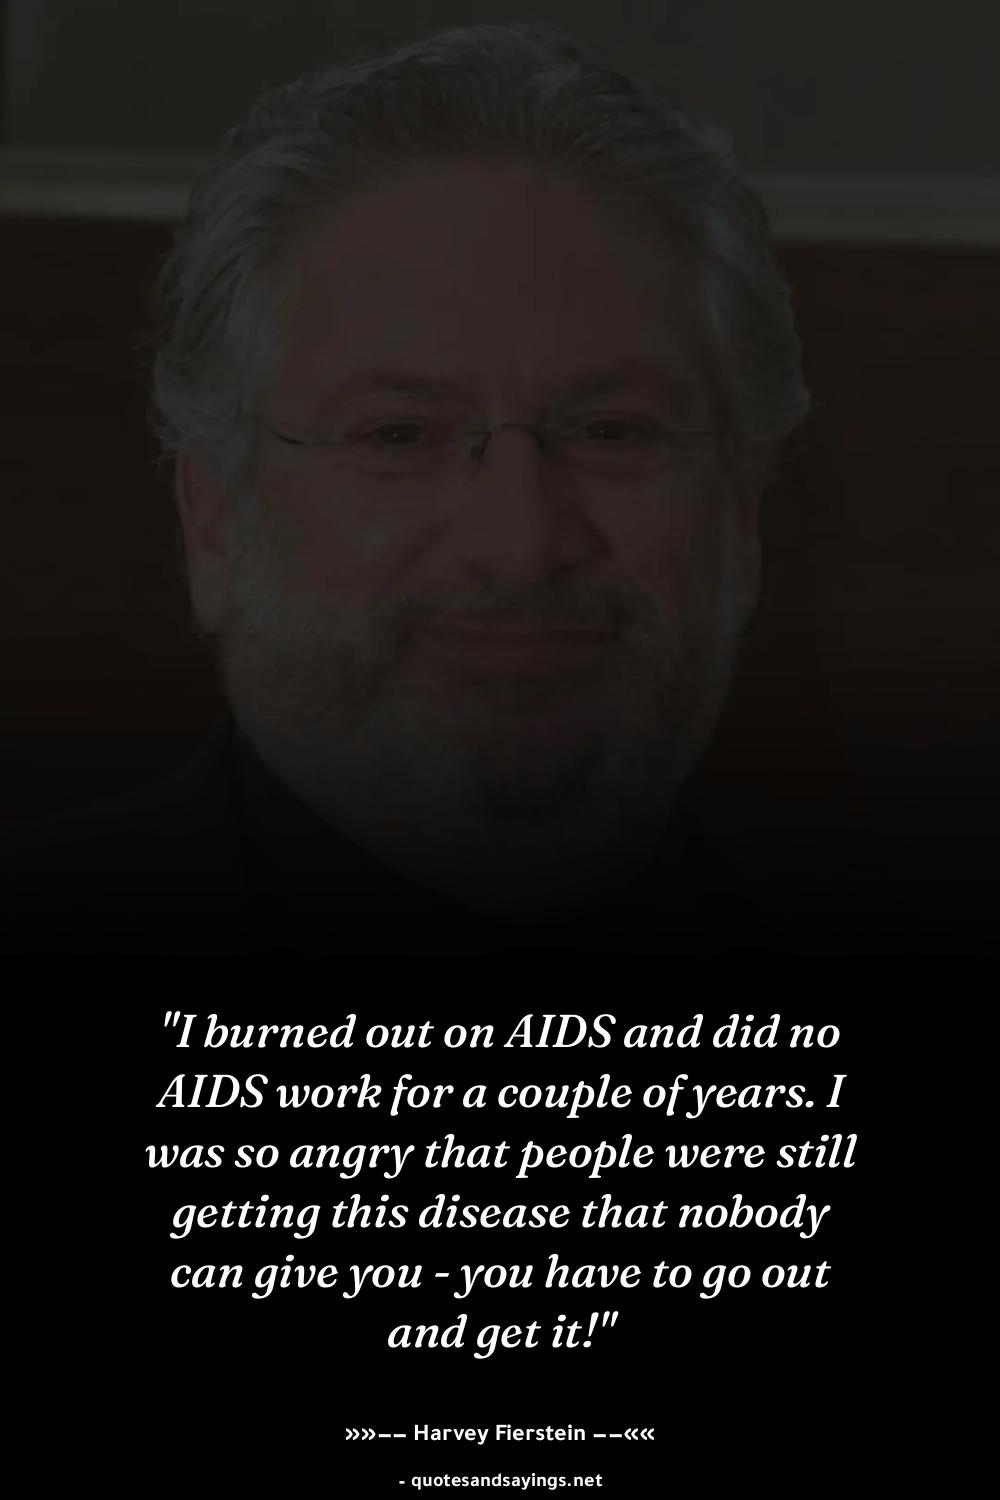 "I burned out on AIDS and did no
AIDS work for a couple of years. I
was so angry that people were still
getting this disease that nobody
can give you - you have to go out
and get it!"
»»–– Harvey Fierstein ––««
- quotesandsayings.net